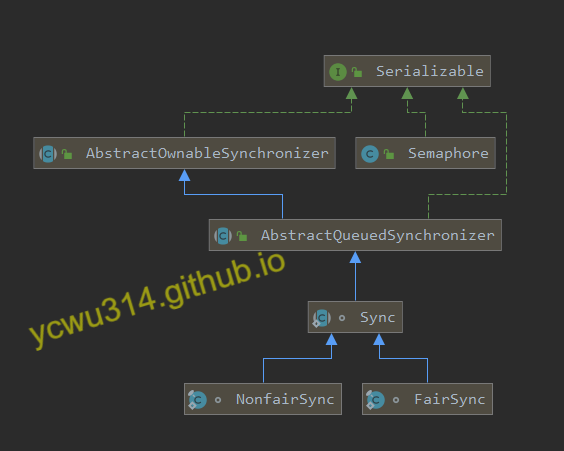 Serializable
AbstractOwnableSynchronizer
Semaphore
AbstractQueuedSynchronizer
ycwu314.github.io
Sync
NonfairSync
FairSync